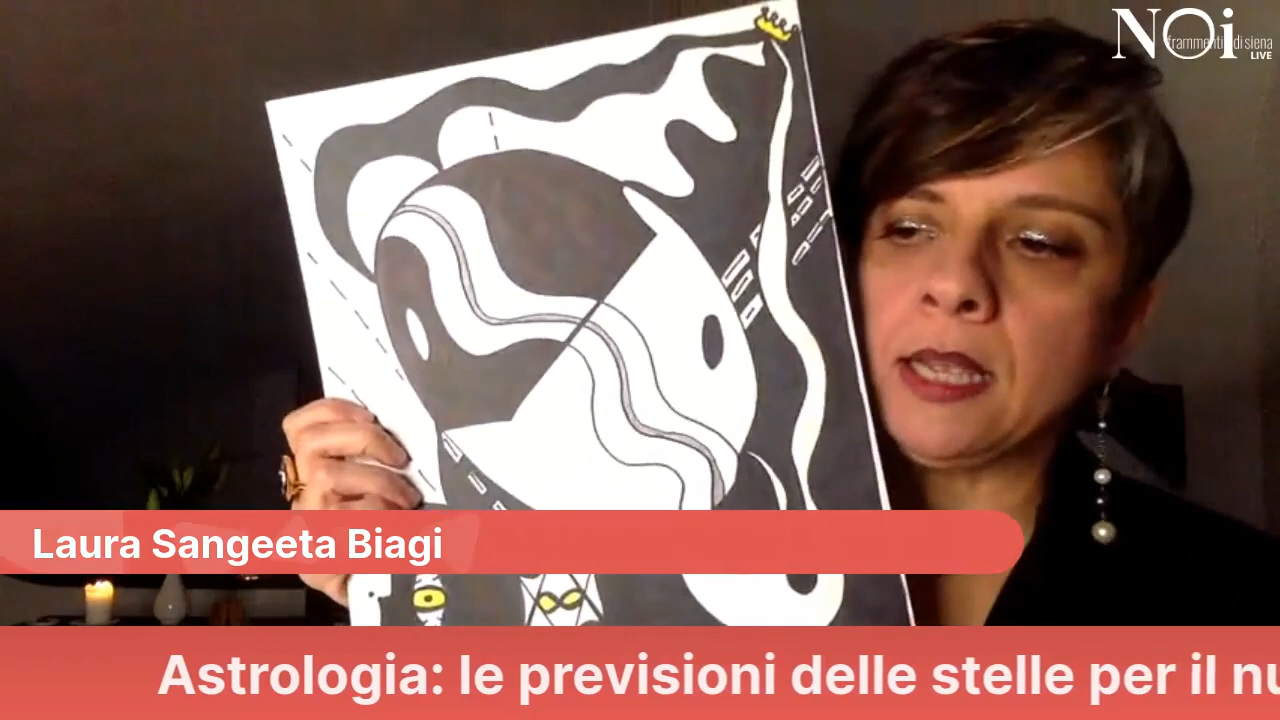 NOi
frammenti di siena
LIVE
Laura Sangeeta Biagi
Astrologia: le previsioni delle stelle per il nu